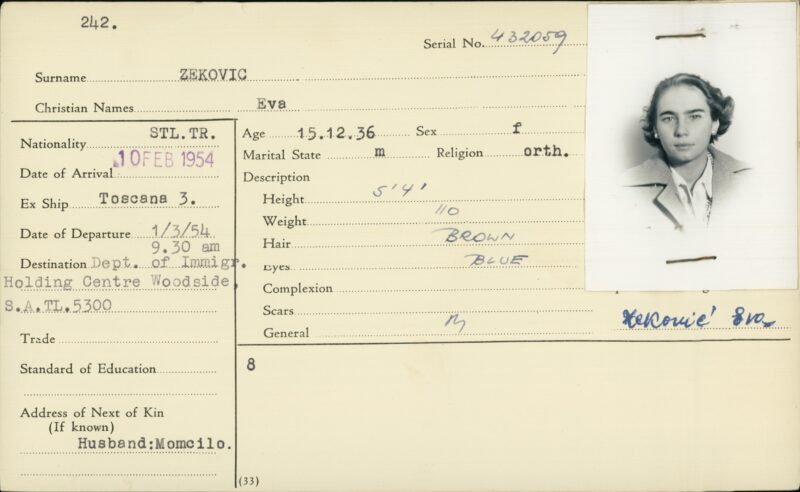 242.
Serial No. 432059
Surname ZEKOVIC
Christian Names Eva
Nationality STL.TR.
Date of Arrival 10 FEB 1954
Ex Ship Toscana 3.
Date of Departure 1/3/54
9.30 am
Destination Dept. of Immigr.
Holding Centre Woodside,
S.A.TL.5300
Trade
Standard of Education
Address of Next of Kin
(If known)
Husband:Momcilo.
Age 15.12.36 Sex f
Marital State m Religion orth.
Description
Height 5'4'
Weight 110
Hair BROWN
Eyes BLUE
Complexion
Scars
General
Zeković Eva
8
(33)